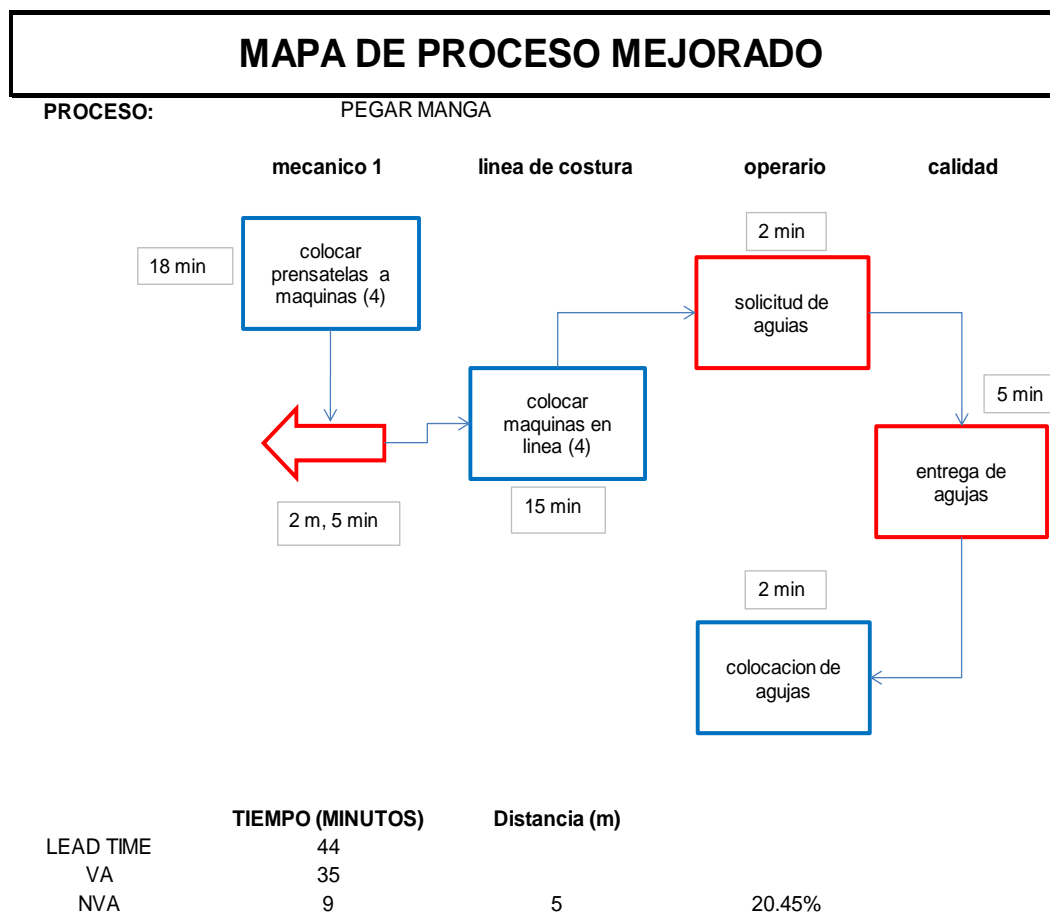 MAPA DE PROCESO MEJORADO
PROCESO: PEGAR MANGA
mecanico 1 linea de costura operario calidad
18 min
colocar
prensatelas a
maquinas (4)
2 min
solicitud de
aguias
5 min
colocar
maquinas en
linea (4)
entrega de
agujas
2 m, 5 min
15 min
2 min
colocacion de
agujas
TIEMPO (MINUTOS) Distancia (m)
LEAD TIME 44
VA 35
NVA 9 5 20.45%